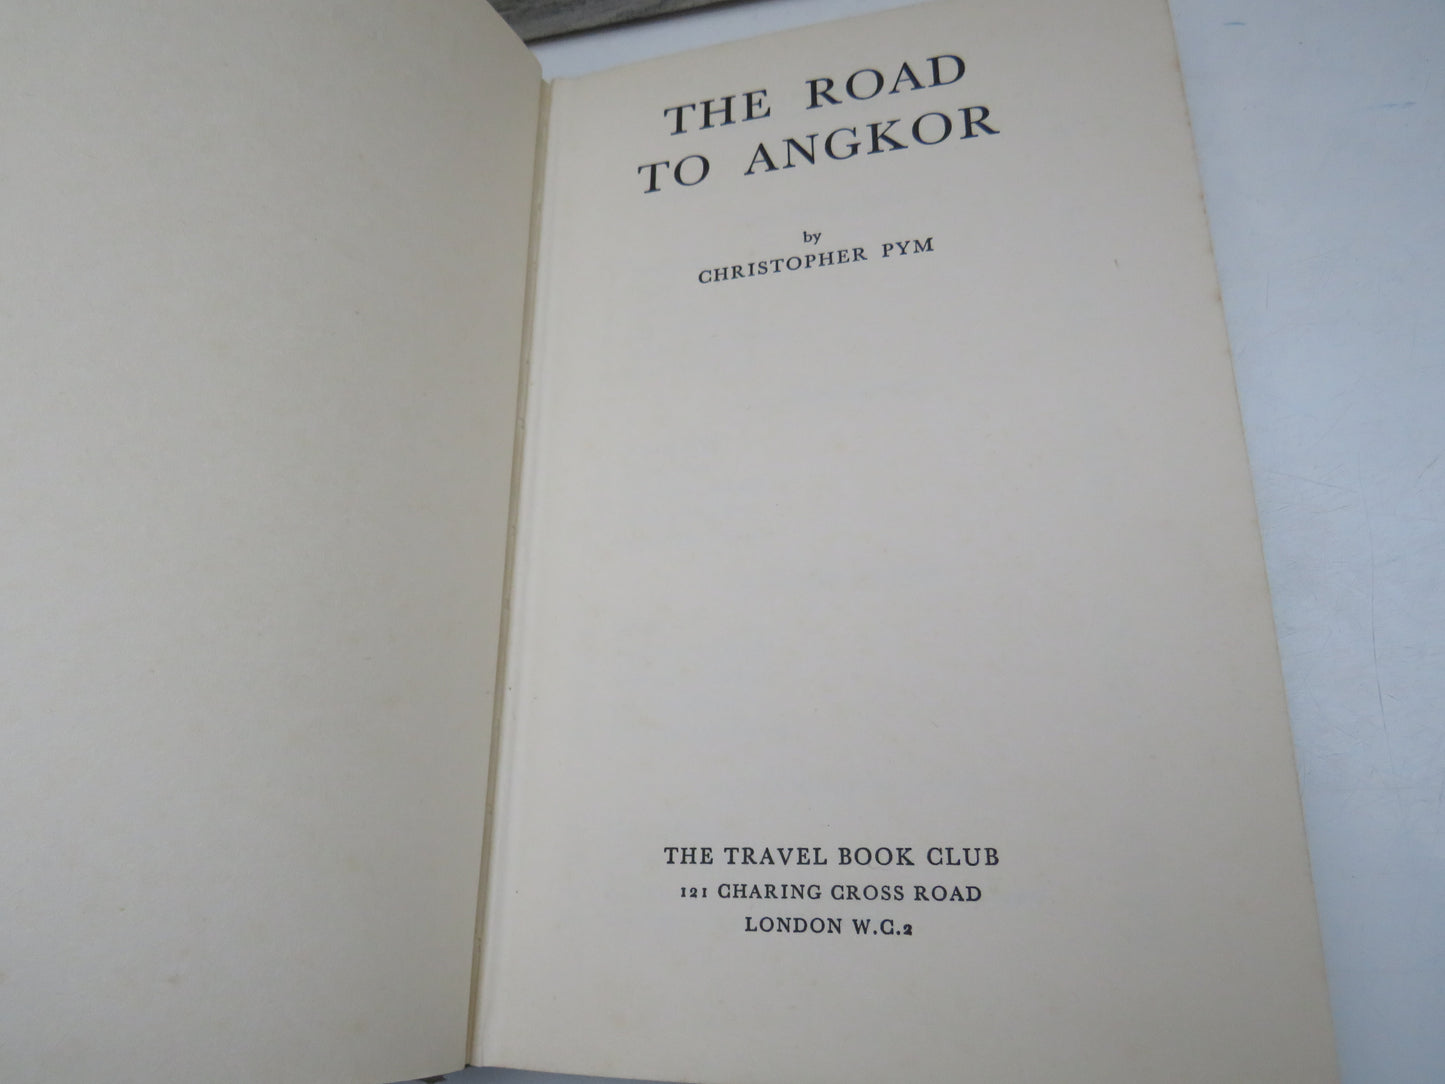 THE ROAD
TO ANGKOR
by
CHRISTOPHER PYM
THE TRAVEL BOOK CLUB
121 CHARING CROSS ROAD
LONDON W.C.2